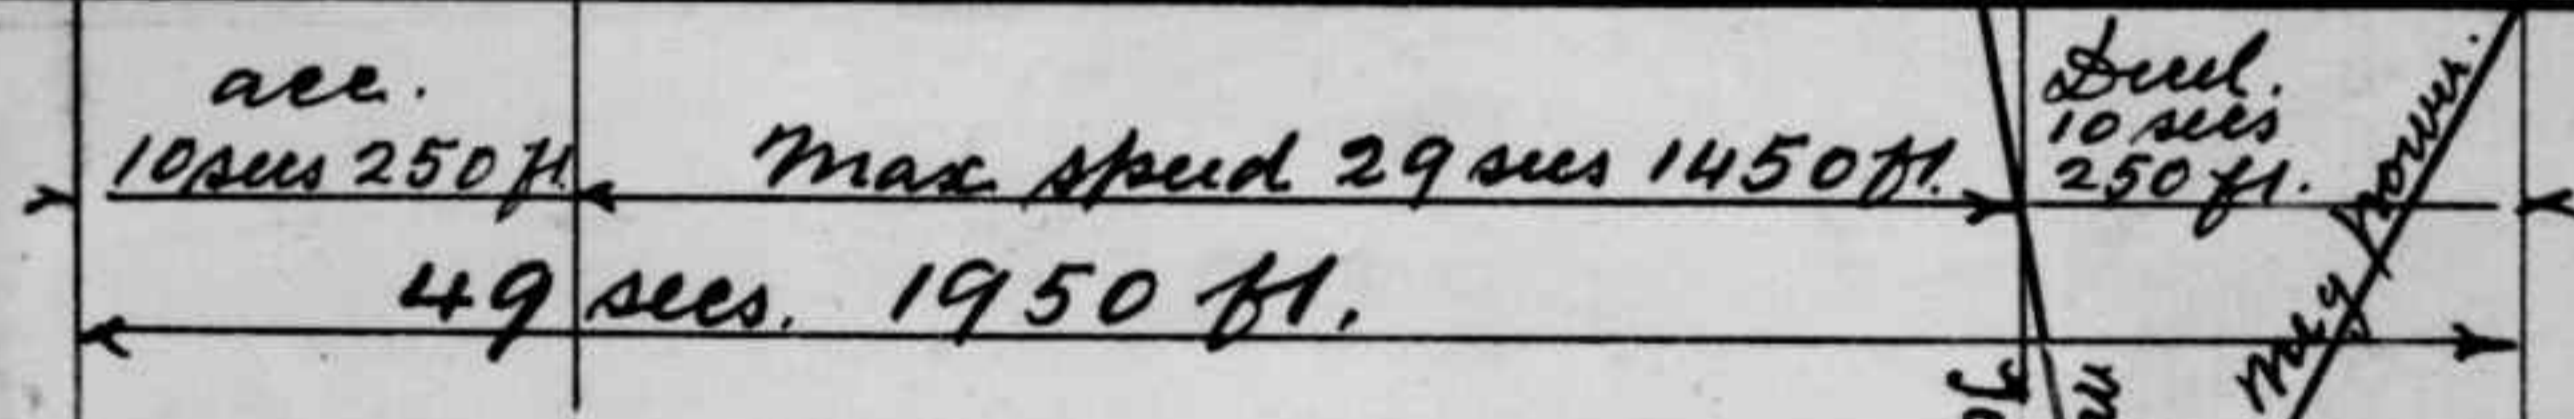 acc.
10 secs 250 ft
Max speed 29 secs 1450 ft.
Decel.
10 secs
250 ft.
49 secs. 1950 ft.
power.